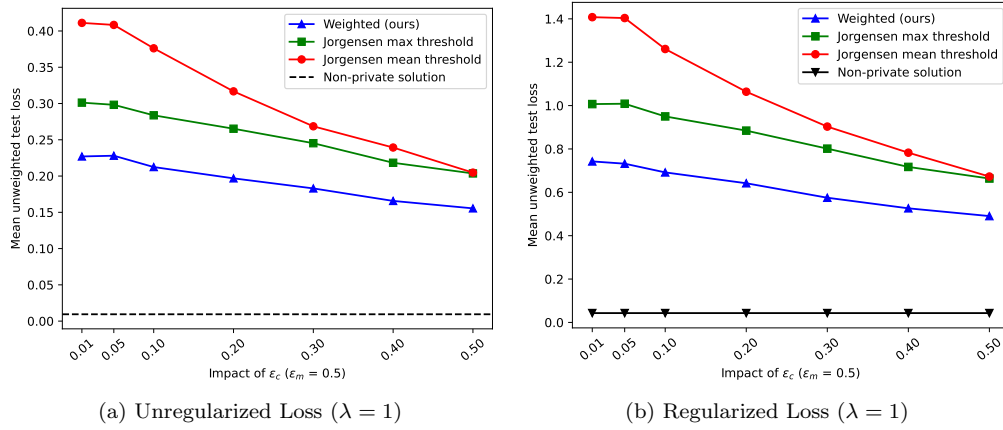 0.40
0.35
0.30
0.25
0.20
0.15
0.10
0.05
0.00
Mean unweighted test loss
Weighted (ours)
Jorgensen max threshold
Jorgensen mean threshold
Non-private solution
0.01
0.05
0.10
0.20
0.30
0.40
0.50
Impact of ε_c (ε_m = 0.5)
(a) Unregularized Loss (λ = 1)
1.4
1.2
1.0
0.8
0.6
0.4
0.2
0.0
Mean unweighted test loss
Weighted (ours)
Jorgensen max threshold
Jorgensen mean threshold
Non-private solution
0.01
0.05
0.10
0.20
0.30
0.40
0.50
Impact of ε_c (ε_m = 0.5)
(b) Regularized Loss (λ = 1)